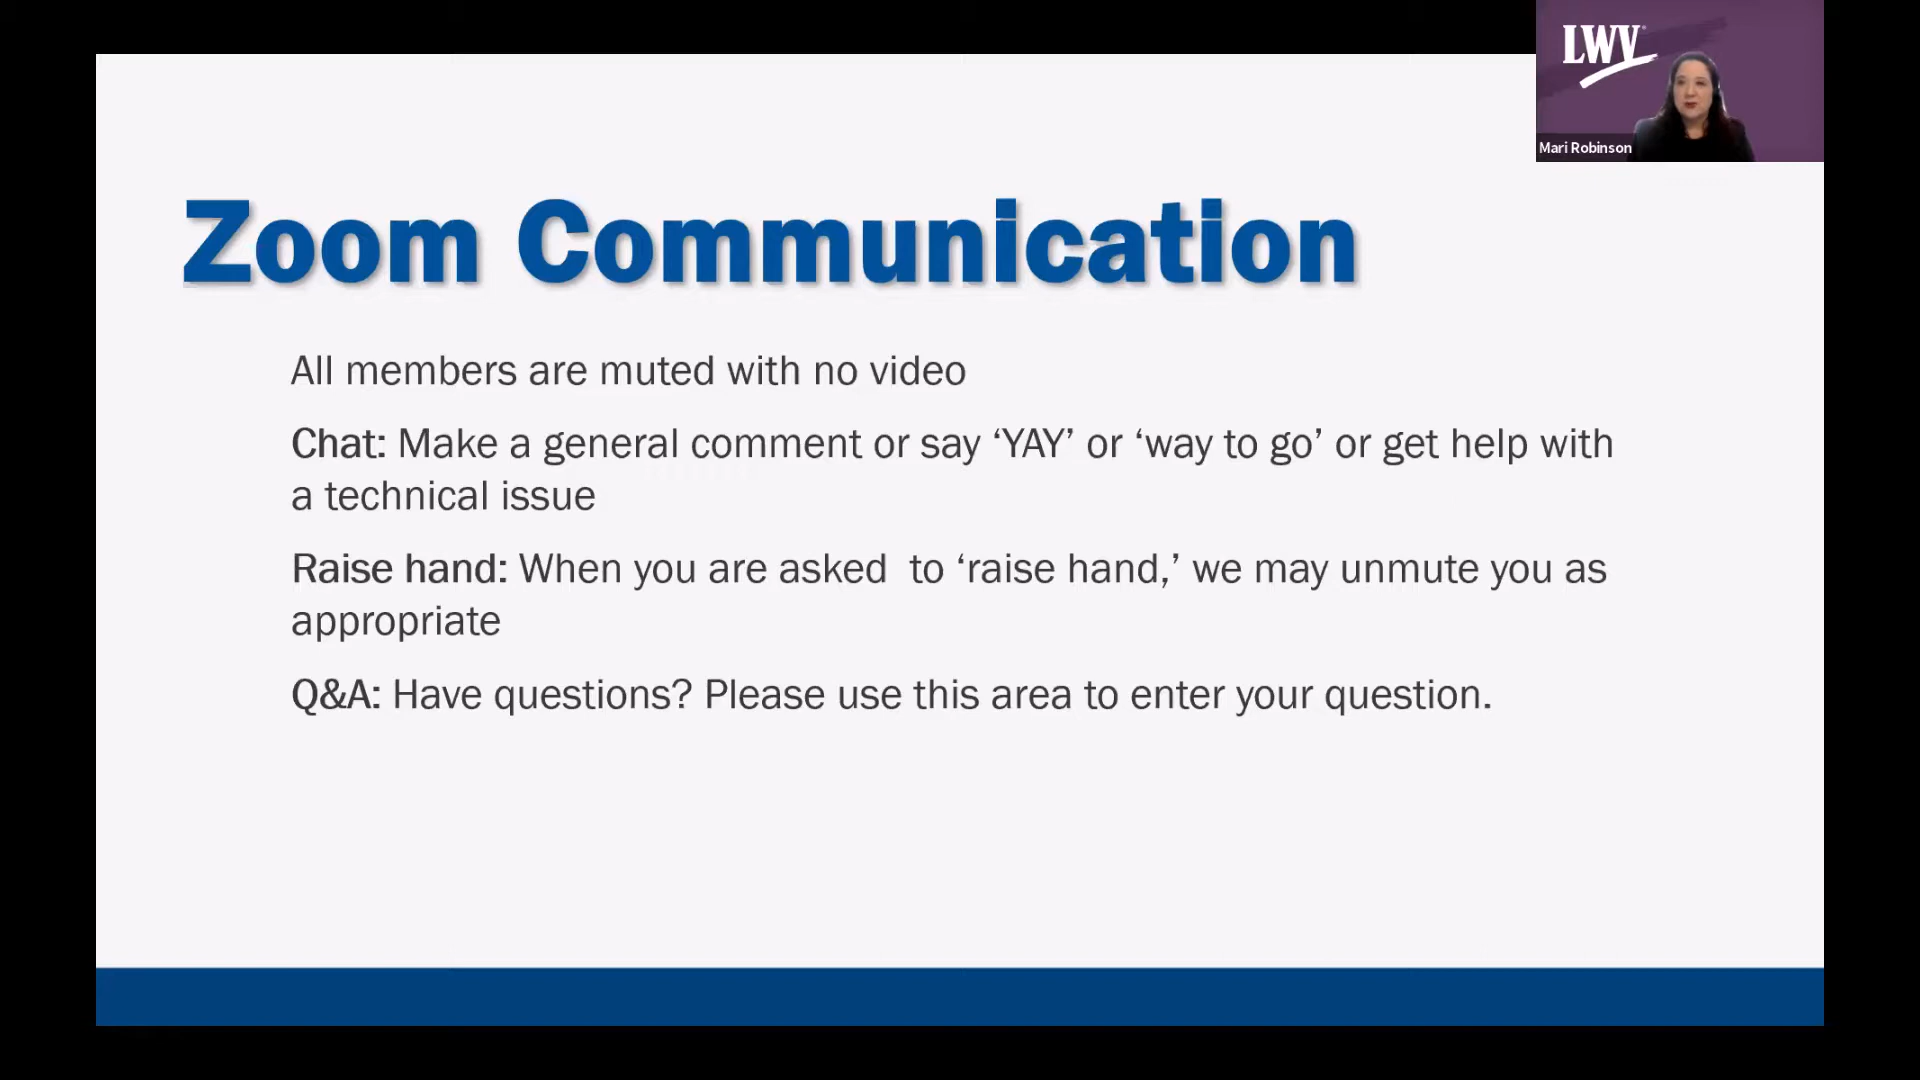 LWV
Mari Robinson
Zoom Communication
All members are muted with no video
Chat: Make a general comment or say ‘YAY’ or ‘way to go’ or get help with
a technical issue
Raise hand: When you are asked  to ‘raise hand,’ we may unmute you as
appropriate
Q&A: Have questions? Please use this area to enter your question.